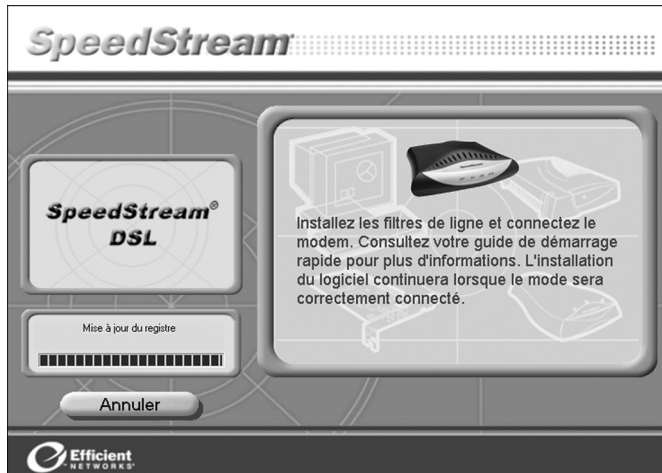 SpeedStream
SpeedStream®
DSL
Installez les filtres de ligne et connectez le
modem. Consultez votre guide de démarrage
rapide pour plus d'informations. L'installation
du logiciel continuera lorsque le mode sera
correctement connecté.
Mise à jour du registre
Annuler
Efficient
NETWORKS